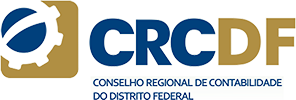 CRCDF
CONSELHO REGIONAL DE CONTABILIDADE
DO DISTRITO FEDERAL